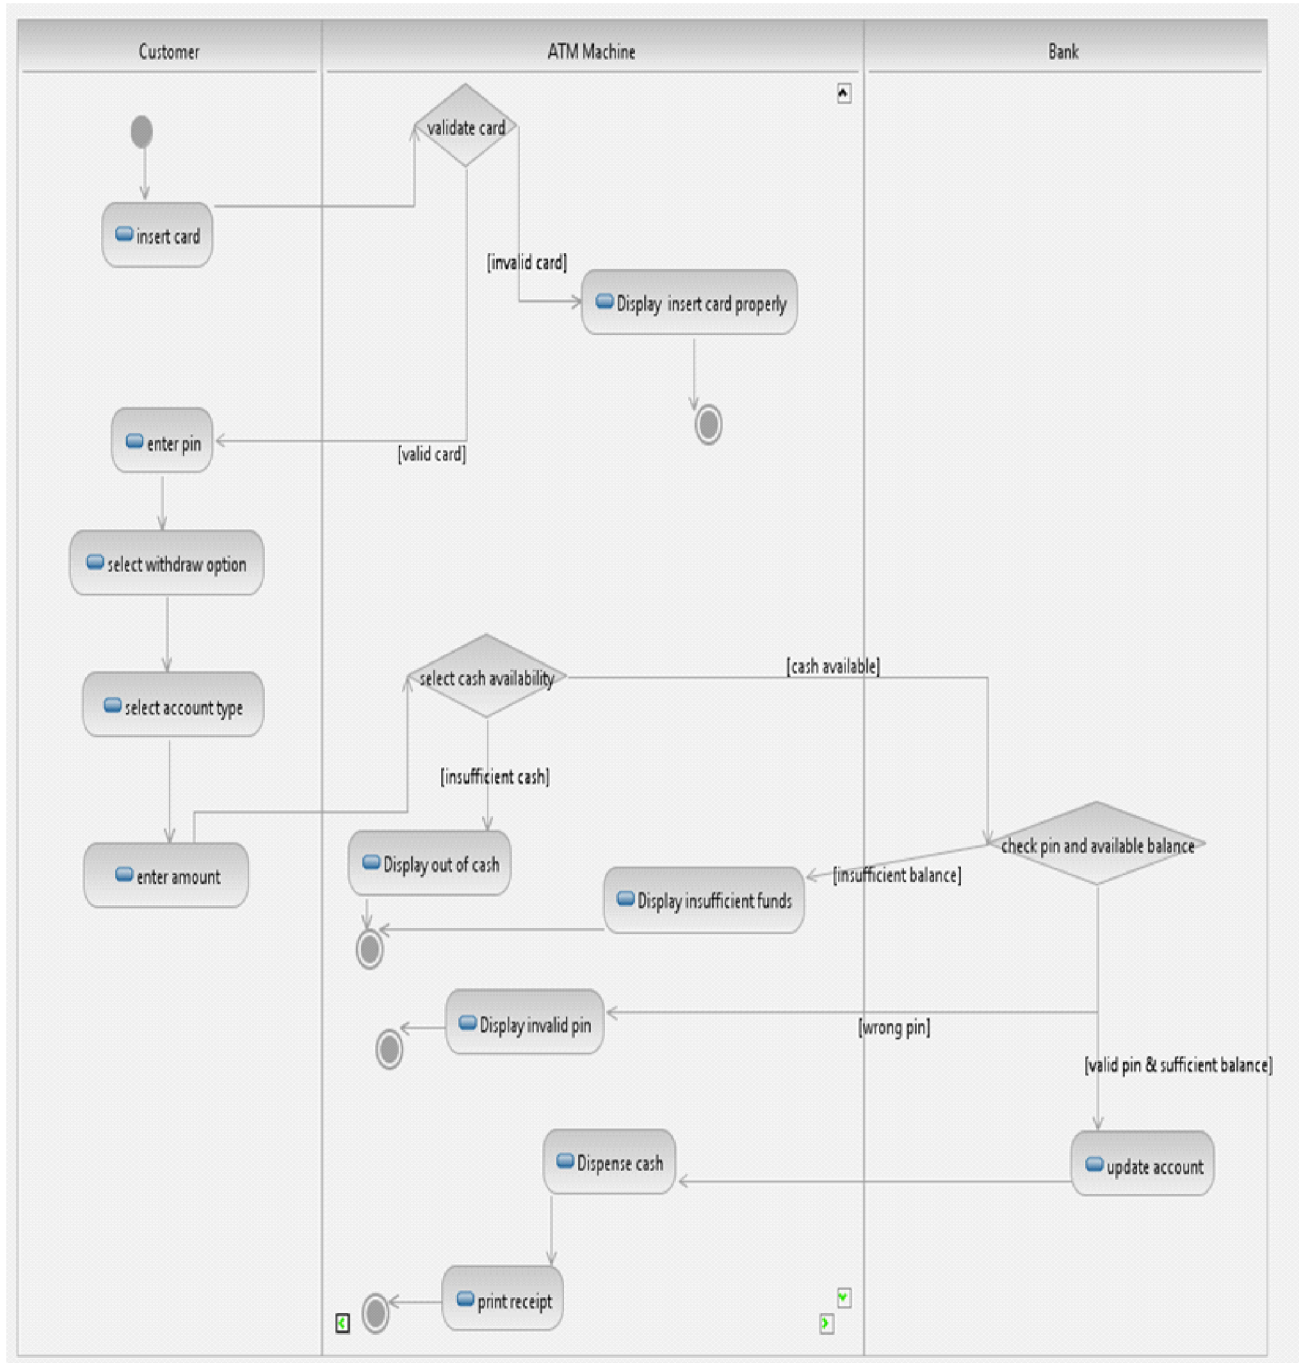 Customer
ATM Machine
Bank
validate card
insert card
[invalid card]
Display insert card properly
enter pin
[valid card]
select withdraw option
select cash availability
[cash available]
select account type
[insufficient cash]
check pin and available balance
Display out of cash
enter amount
[insufficient balance]
Display insufficient funds
Display invalid pin
[wrong pin]
[valid pin & sufficient balance]
Dispense cash
update account
print receipt